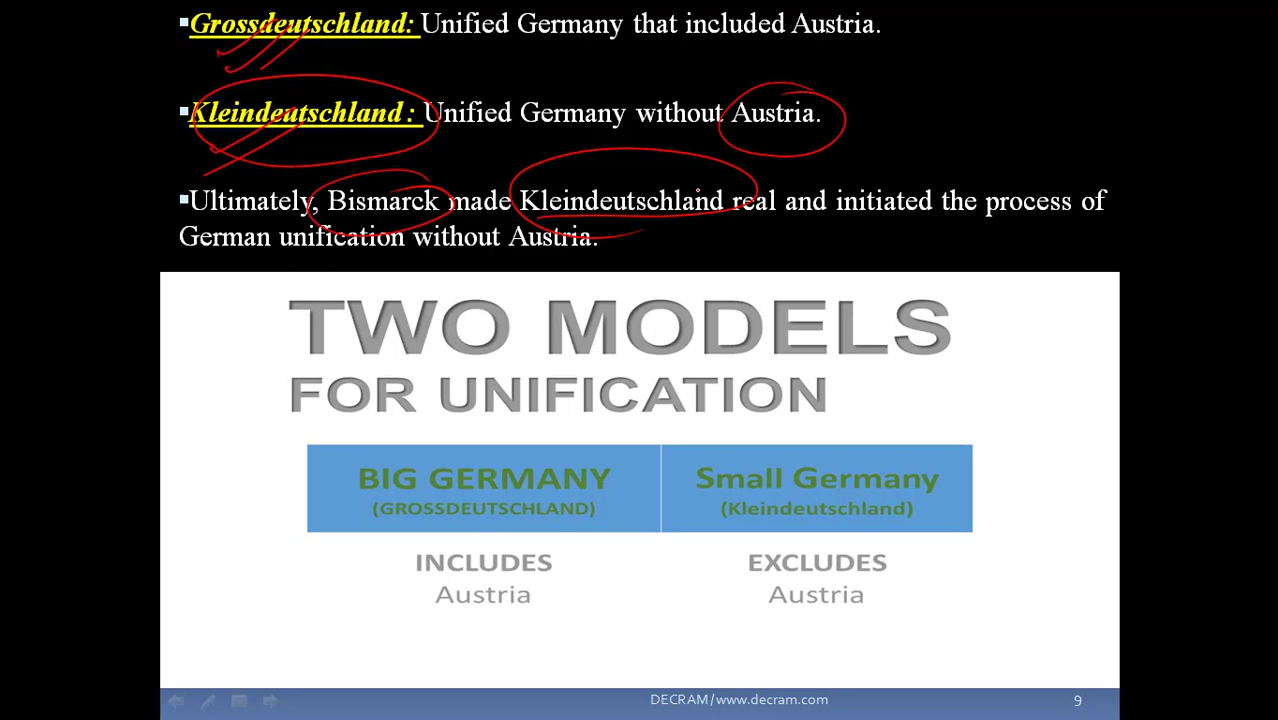 ▪Grossdeutschland: Unified Germany that included Austria.
▪Kleindeutschland : Unified Germany without Austria.
▪Ultimately, Bismarck made Kleindeutschland real and initiated the process of
German unification without Austria.
TWO MODELS
FOR UNIFICATION
BIG GERMANY Small Germany
(GROSSDEUTSCHLAND) (Kleindeutschland)
INCLUDES EXCLUDES
Austria Austria
DECRAM/www.decram.com 9